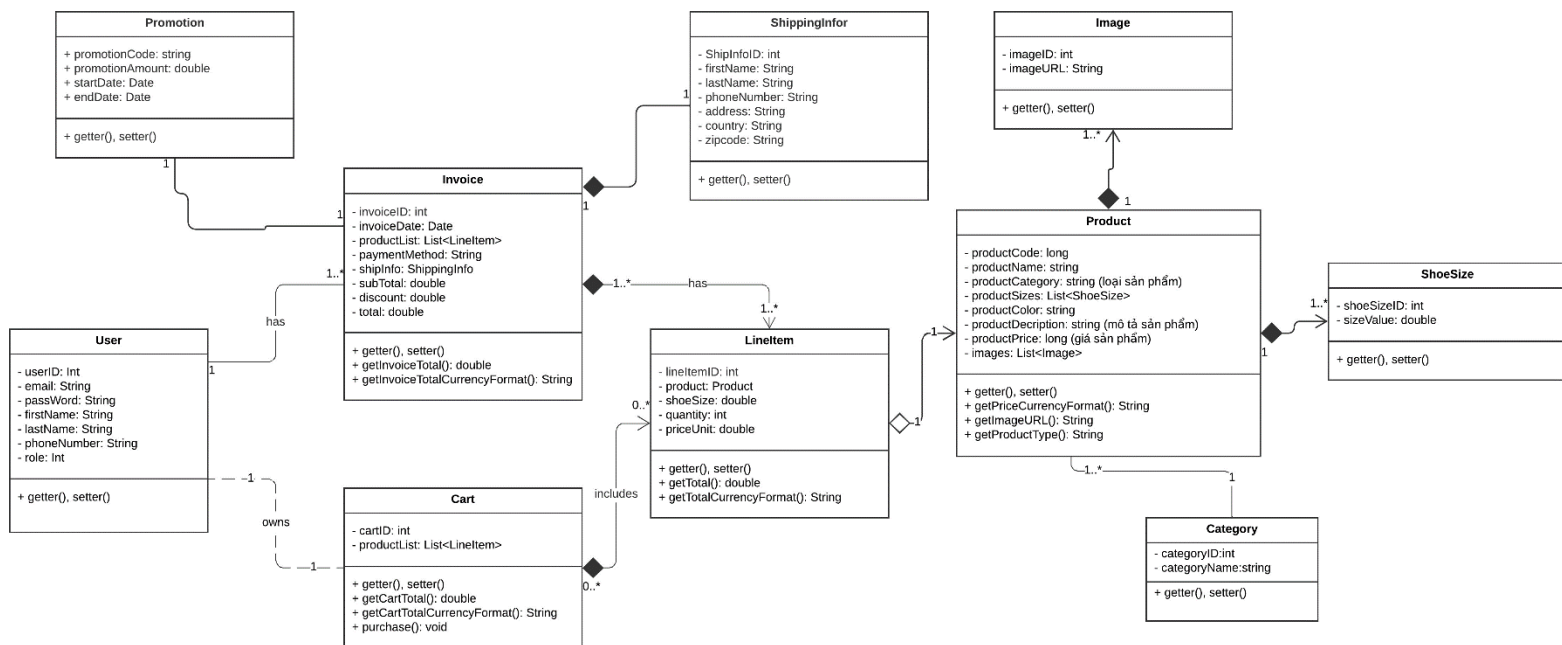 Promotion
+ promotionCode: string
+ promotionAmount: double
+ startDate: Date
+ endDate: Date
+ getter(), setter()
1
1
ShippingInfor
- ShipInfoID: int
- firstName: String
- lastName: String
- phoneNumber: String
- address: String
- country: String
- zipcode: String
+ getter(), setter()
1
1
Image
- imageID: int
- imageURL: String
+ getter(), setter()
1..*
1
Invoice
- invoiceID: int
- invoiceDate: Date
- productList: List<LineItem>
- paymentMethod: String
- shipInfo: ShippingInfo
- subTotal: double
- discount: double
- total: double
+ getter(), setter()
+ getInvoiceTotal(): double
+ getInvoiceTotalCurrencyFormat(): String
1..*
has
1
1..*
has
1..*
Product
- productCode: long
- productName: string
- productCategory: string (loại sản phẩm)
- productSizes: List<ShoeSize>
- productColor: string
- productDecription: string (mô tả sản phẩm)
- productPrice: long (giá sản phẩm)
- images: List<Image>
+ getter(), setter()
+ getPriceCurrencyFormat(): String
+ getImageURL(): String
+ getProductType(): String
1..*
1
ShoeSize
- shoeSizeID: int
- sizeValue: double
+ getter(), setter()
User
- userID: Int
- email: String
- passWord: String
- firstName: String
- lastName: String
- phoneNumber: String
- role: Int
+ getter(), setter()
1
owns
1
LineItem
- lineItemID: int
- product: Product
- shoeSize: double
- quantity: int
- priceUnit: double
+ getter(), setter()
+ getTotal(): double
+ getTotalCurrencyFormat(): String
1
1
0..*
includes
0..*
Cart
- cartID: int
- productList: List<LineItem>
+ getter(), setter()
+ getCartTotal(): double
+ getCartTotalCurrencyFormat(): String
+ purchase(): void
1..*
1
Category
- categoryID:int
- categoryName:string
+ getter(), setter()